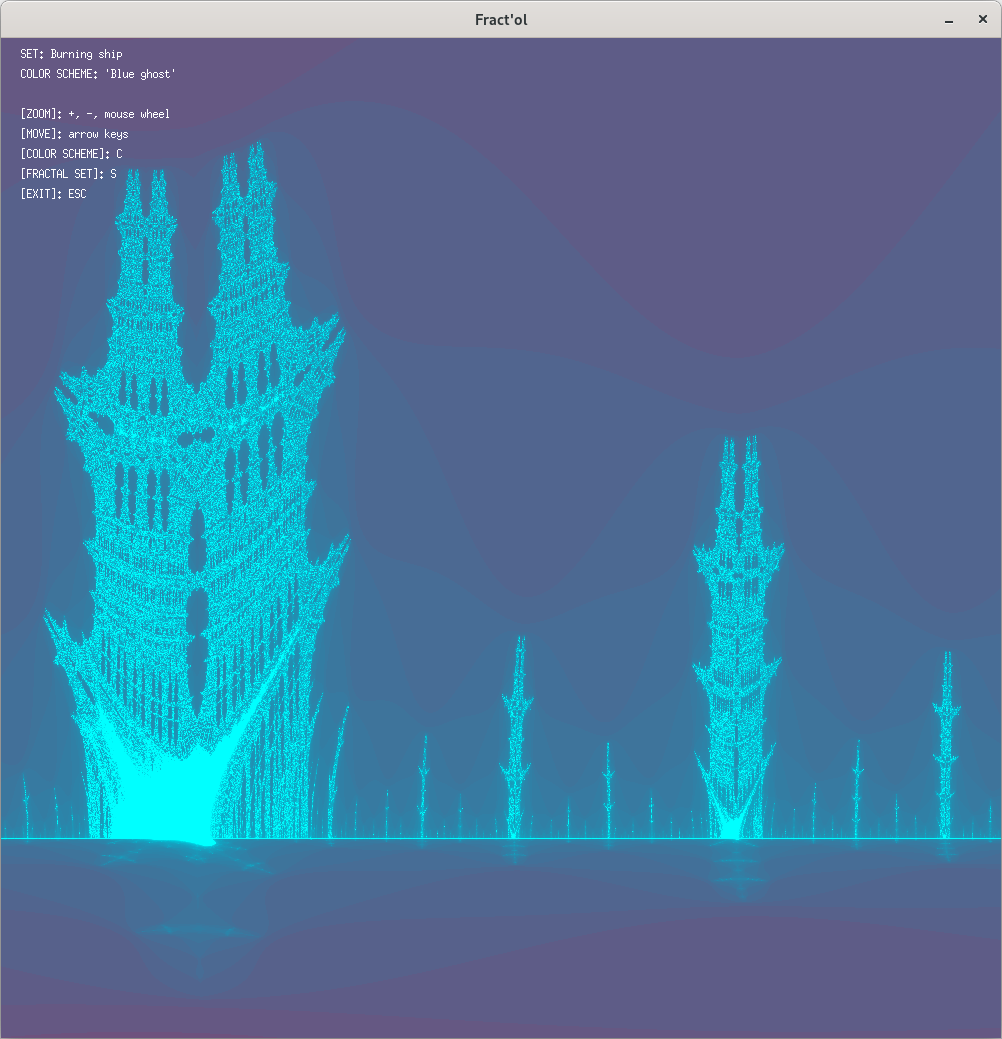 Fract'ol
SET: Burning ship
COLOR SCHEME: 'Blue ghost'
[ZOOM]: +, -, mouse wheel
[MOVE]: arrow keys
[COLOR SCHEME]: C
[FRACTAL SET]: S
[EXIT]: ESC